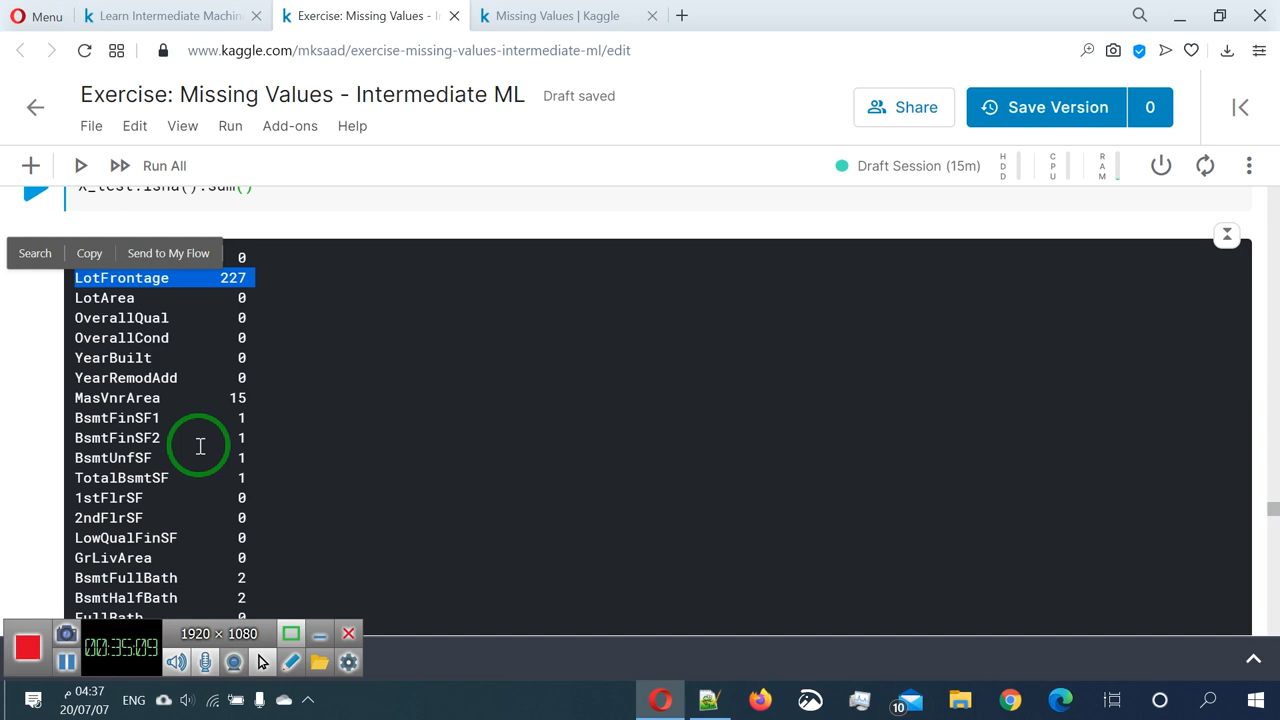 Menu
Learn Intermediate Machin
Exercise: Missing Values - I
Missing Values | Kaggle
www.kaggle.com/mksaad/exercise-missing-values-intermediate-ml/edit
Exercise: Missing Values - Intermediate ML
Draft saved
Share
Save Version
0
File
Edit
View
Run
Add-ons
Help
Run All
Draft Session (15m)
HDD
CPU
RAM
X_test.isna().sum()
Search
Copy
Send to My Flow
0
LotFrontage 227
LotArea 0
OverallQual 0
OverallCond 0
YearBuilt 0
YearRemodAdd 0
MasVnrArea 15
BsmtFinSF1 1
BsmtFinSF2 1
BsmtUnfSF 1
TotalBsmtSF 1
1stFlrSF 0
2ndFlrSF 0
LowQualFinSF 0
GrLivArea 0
BsmtFullBath 2
BsmtHalfBath 2
FullBath 0
1920 × 1080
00:35:09
04:37 م
20/07/07
ENG
10